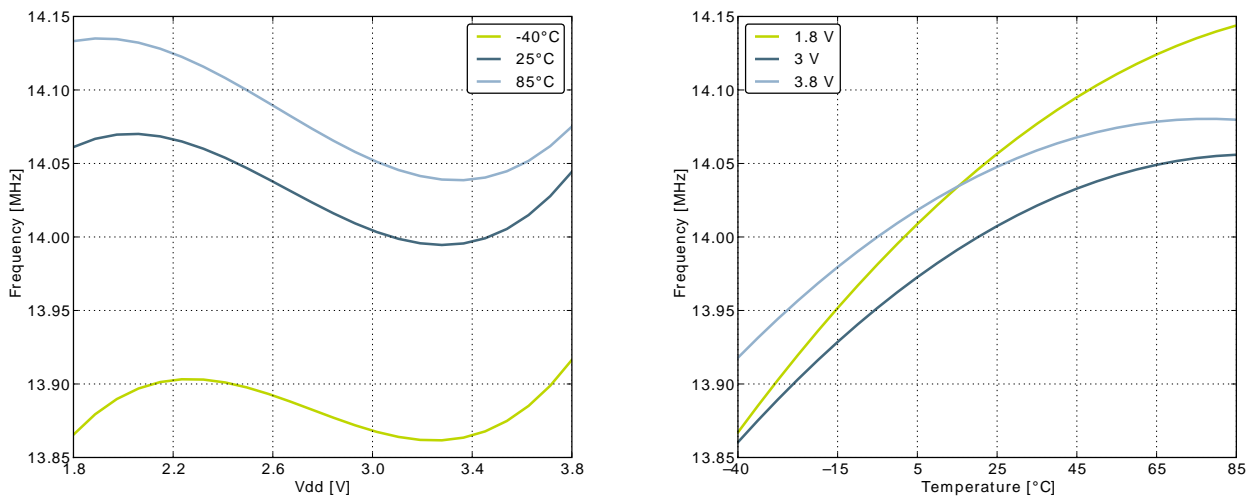 14.15
14.10
14.05
14.00
13.95
13.90
13.85
Frequency [MHz]
1.8
2.2
2.6
3.0
3.4
3.8
Vdd [V]
-40°C
25°C
85°C
14.15
14.10
14.05
14.00
13.95
13.90
13.85
Frequency [MHz]
–40
–15
5
25
45
65
85
Temperature [°C]
1.8 V
3 V
3.8 V